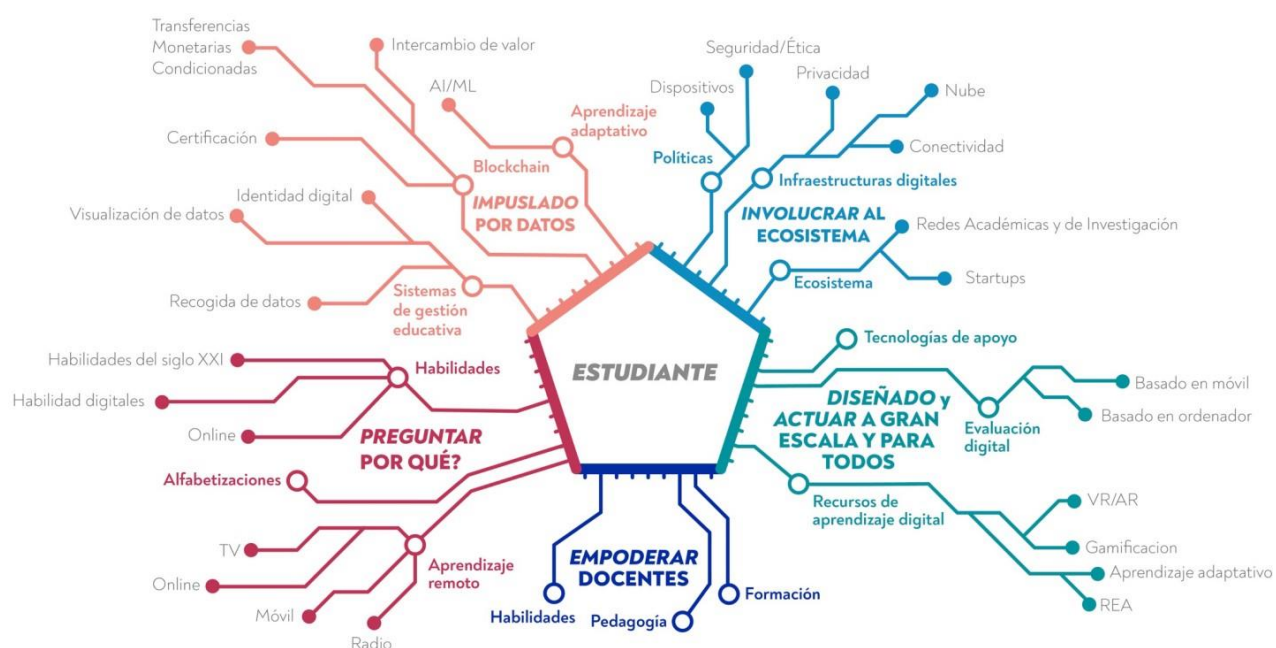 Transferencias
Monetarias
Condicionadas
Intercambio de valor
AI/ML
Aprendizaje
adaptativo
Certificación
Blockchain
IMPUSLADO
POR DATOS
Identidad digital
Visualización de datos
Recogida de datos
Sistemas
de gestión
educativa
Seguridad/Ética
Dispositivos
Privacidad
Nube
Políticas
Conectividad
Infraestructuras digitales
INVOLUCRAR AL
ECOSISTEMA
Redes Académicas y de Investigación
Ecosistema
Startups
ESTUDIANTE
Habilidades del siglo XXI
Habilidades
Habilidad digitales
Online
PREGUNTAR
POR QUÉ?
Alfabetizaciones
TV
Online
Aprendizaje
remoto
Móvil
Radio
EMPODERAR
DOCENTES
Habilidades
Pedagogía
Formación
Tecnologías de apoyo
DISEÑADO y
ACTUAR A GRAN
ESCALA Y PARA
TODOS
Basado en móvil
Basado en ordenador
Evaluación
digital
Recursos de
aprendizaje digital
VR/AR
Gamificacion
Aprendizaje adaptativo
REA